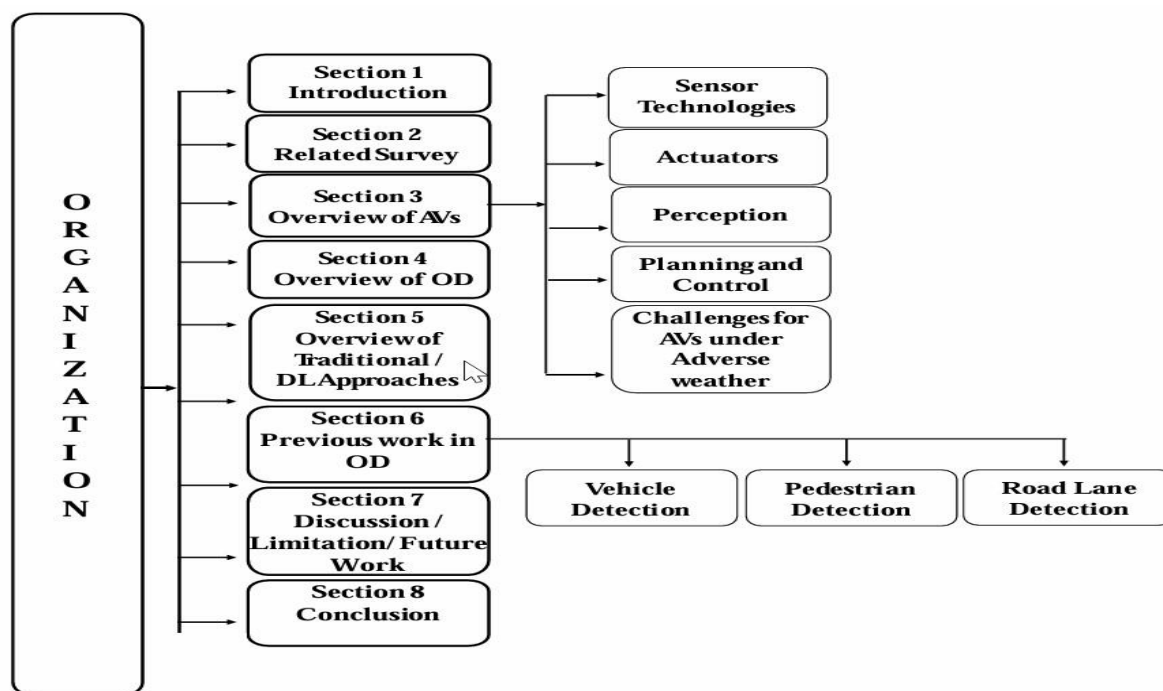 ORGANIZATION
Section 1
Introduction
Section 2
Related Survey
Section 3
Overview of AVs
Section 4
Overview of OD
Section 5
Overview of
Traditional /
DL Approaches
Section 6
Previous work in
OD
Section 7
Discussion /
Limitation/ Future
Work
Section 8
Conclusion
Sensor
Technologies
Actuators
Perception
Planning and
Control
Challenges for
AVs under
Adverse
weather
Vehicle
Detection
Pedestrian
Detection
Road Lane
Detection